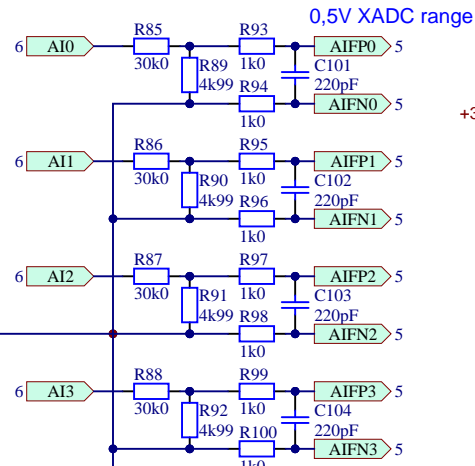 0,5V XADC range
R85 R93
6 AI0 AIFP0 5
30k0 R89 1k0 C101
4k99 R94 220pF
AIFN0 5
1k0
+3
R86 R95
6 AI1 AIFP1 5
30k0 R90 1k0 C102
4k99 R96 220pF
AIFN1 5
1k0
R87 R97
6 AI2 AIFP2 5
30k0 R91 1k0 C103
4k99 R98 220pF
AIFN2 5
1k0
R88 R99
6 AI3 AIFP3 5
30k0 R92 1k0 C104
4k99 R100 220pF
AIFN3 5
1k0